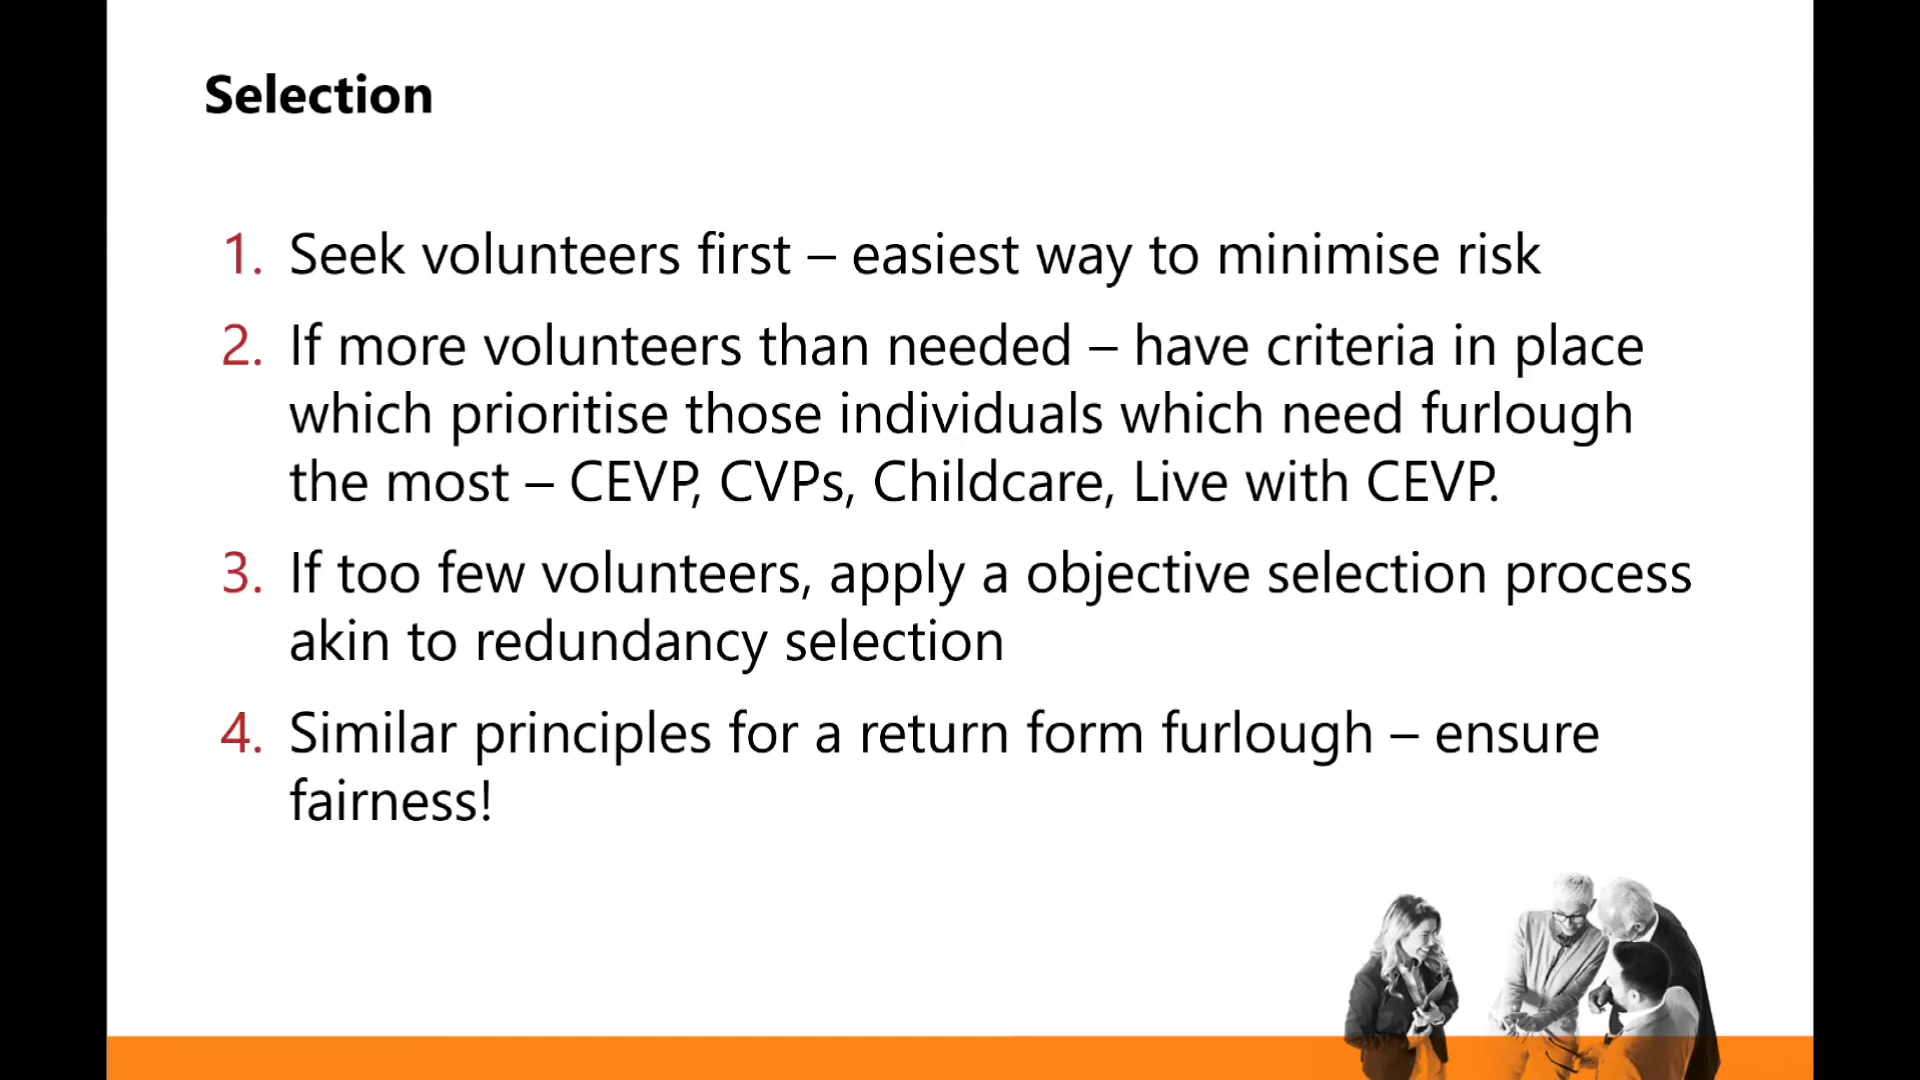 Selection
1. Seek volunteers first – easiest way to minimise risk
2. If more volunteers than needed – have criteria in place
which prioritise those individuals which need furlough
the most – CEVP, CVPs, Childcare, Live with CEVP.
3. If too few volunteers, apply a objective selection process
akin to redundancy selection
4. Similar principles for a return form furlough – ensure
fairness!